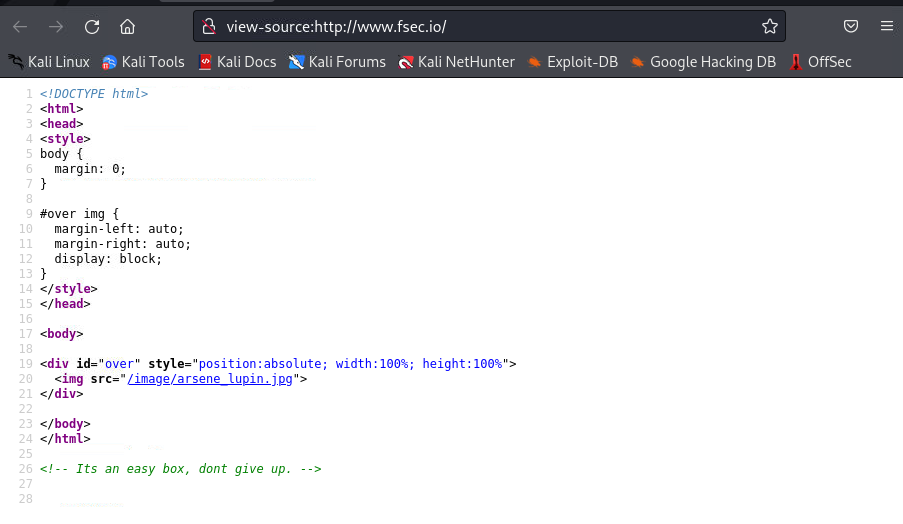 view-source:http://www.fsec.io/
Kali Linux Kali Tools Kali Docs Kali Forums Kali NetHunter Exploit-DB Google Hacking DB OffSec
1 <!DOCTYPE html>
2 <html>
3 <head>
4 <style>
5 body {
6   margin: 0;
7 }
8
9 #over img {
10   margin-left: auto;
11   margin-right: auto;
12   display: block;
13 }
14 </style>
15 </head>
16
17 <body>
18
19 <div id="over" style="position:absolute; width:100%; height:100%">
20   <img src="/image/arsene_lupin.jpg">
21 </div>
22
23 </body>
24 </html>
25
26 <!-- Its an easy box, dont give up. -->
27
28